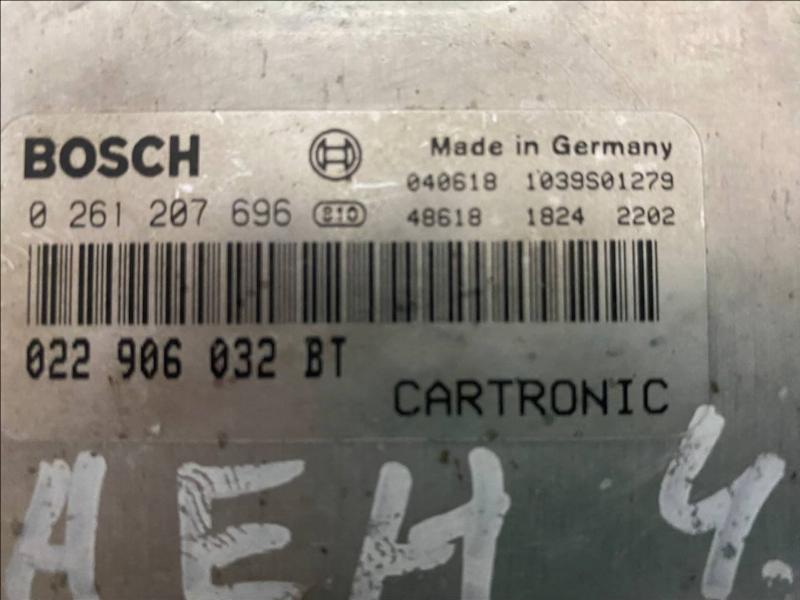 BOSCH
Made in Germany
040618 1039S01279
0 261 207 696 810
48618 1824 2202
022 906 032 BT
CARTRONIC
AEH 4.